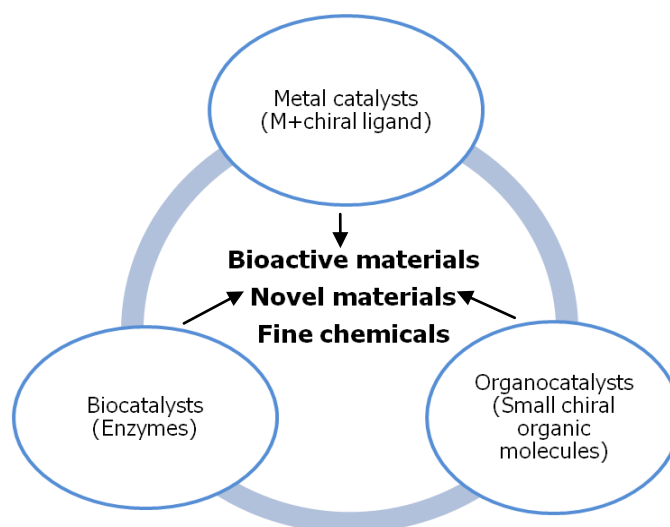 Metal catalysts
(M+chiral ligand)
Bioactive materials
Novel materials
Fine chemicals
Biocatalysts
(Enzymes)
Organocatalysts
(Small chiral
organic
molecules)